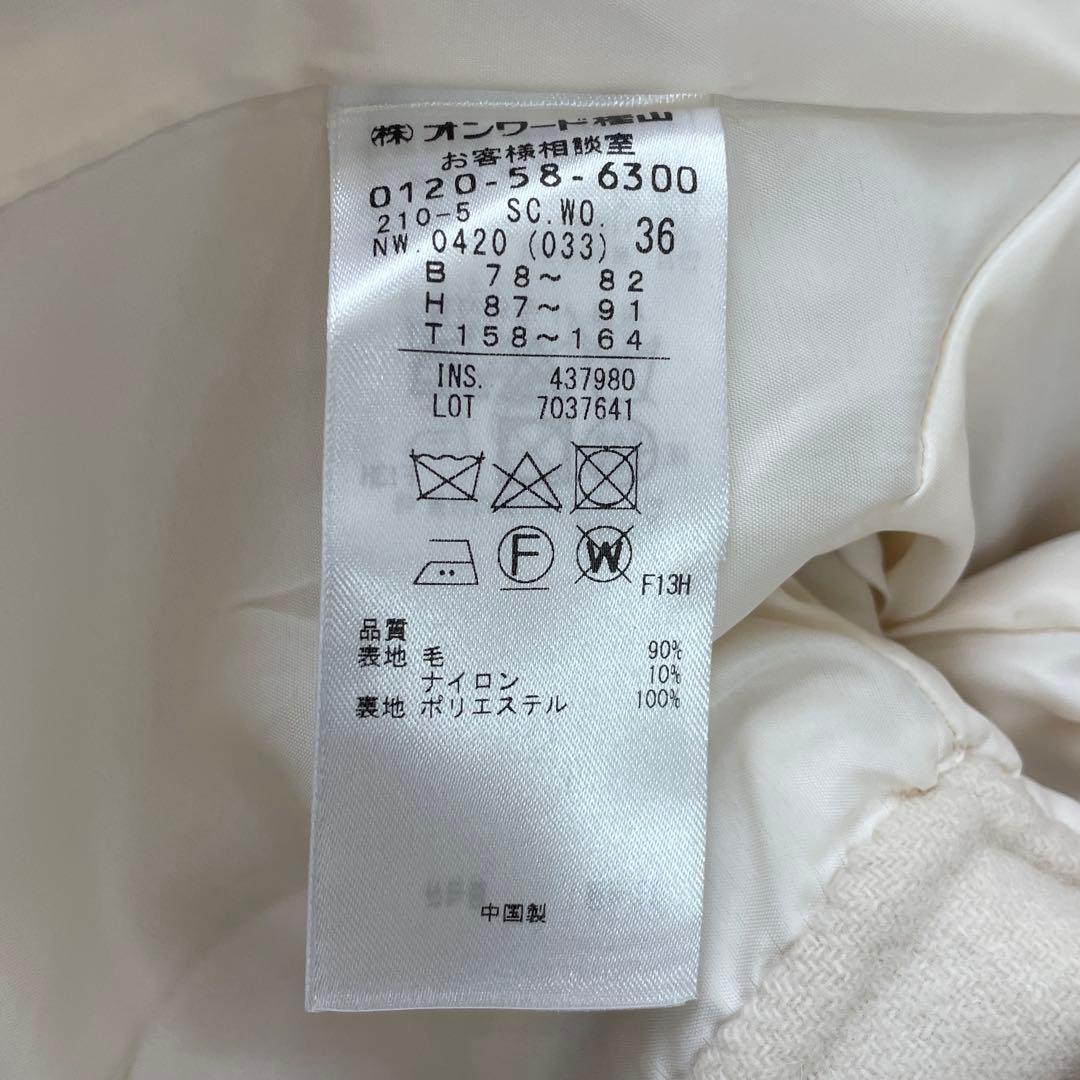 ㈱ オンワード樫山
お客様相談室
0120-58-6300
210-5 SC.WO.
NW.0420 (033) 36
B 78~ 82
H 87~ 91
T158~164
INS. 437980
LOT 7037641
F W
F13H
品質
表地 毛 90%
ナイロン 10%
裏地 ポリエステル 100%
中国製